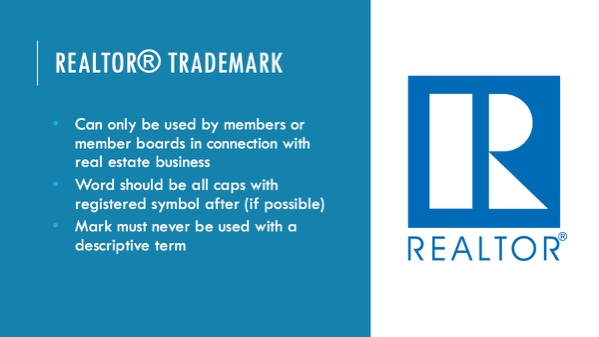 REALTOR® TRADEMARK
• Can only be used by members or
member boards in connection with
real estate business
• Word should be all caps with
registered symbol after (if possible)
• Mark must never be used with a
descriptive term
R
REALTOR®